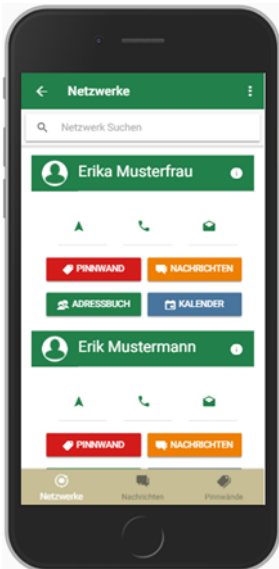 Netzwerke
Netzwerk Suchen
Erika Musterfrau
PINNWAND NACHRICHTEN
ADRESSBUCH KALENDER
Erik Mustermann
PINNWAND NACHRICHTEN
Netzwerke Nachrichten Pinnwände